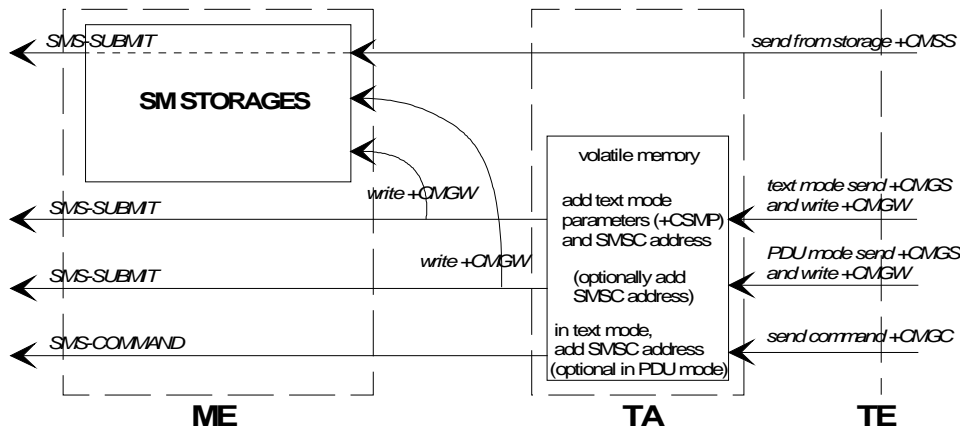 SMS-SUBMIT
send from storage +CMSS
SM STORAGES
volatile memory
write +CMGW
add text mode
parameters (+CSMP)
and SMSC address
text mode send +CMGS
and write +CMGW
SMS-SUBMIT
write +CMGW
(optionally add
SMSC address)
PDU mode send +CMGS
and write +CMGW
SMS-SUBMIT
in text mode,
add SMSC address
(optional in PDU mode)
send command +CMGC
SMS-COMMAND
ME
TA
TE